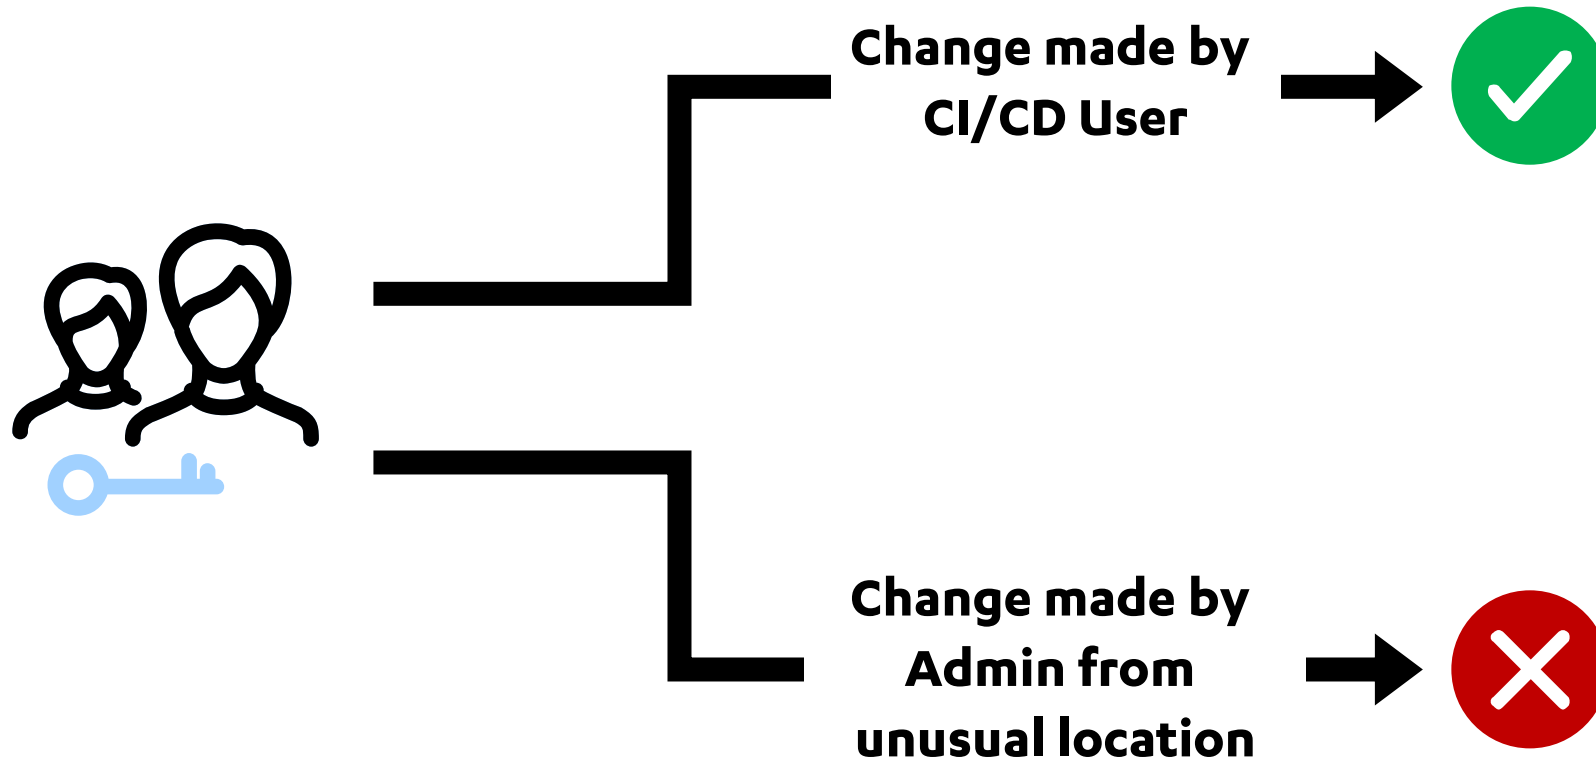 Change made by
CI/CD User
Change made by
Admin from
unusual location